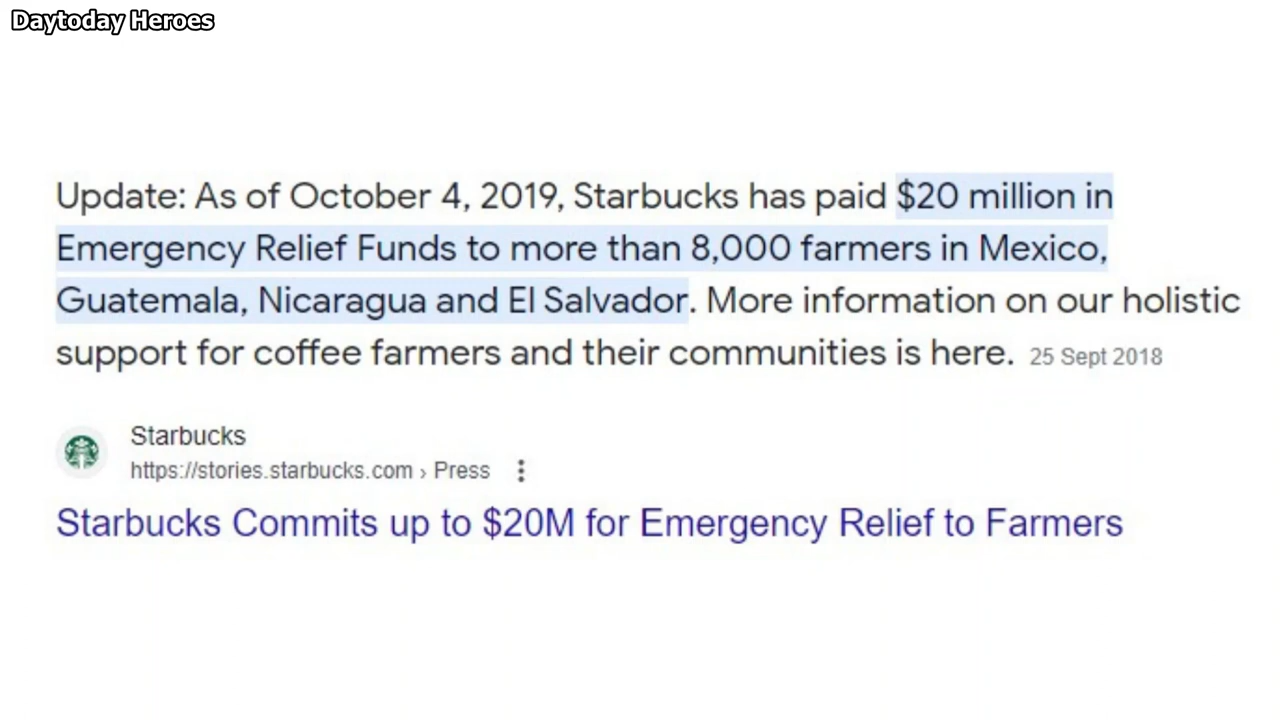 Daytoday Heroes
Update: As of October 4, 2019, Starbucks has paid $20 million in
Emergency Relief Funds to more than 8,000 farmers in Mexico,
Guatemala, Nicaragua and El Salvador. More information on our holistic
support for coffee farmers and their communities is here. 25 Sept 2018
Starbucks
https://stories.starbucks.com › Press
Starbucks Commits up to $20M for Emergency Relief to Farmers